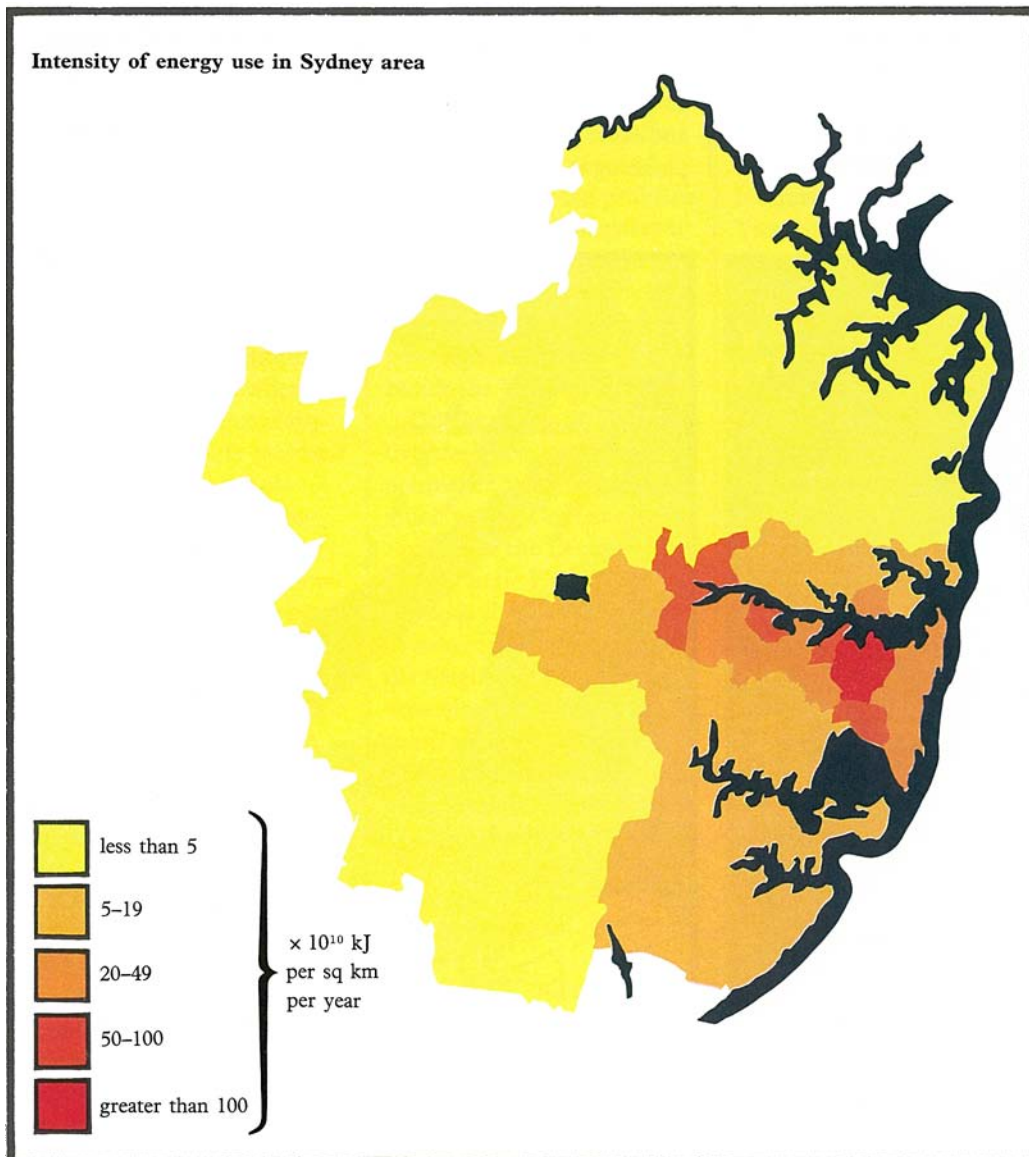 Intensity of energy use in Sydney area
less than 5
5–19
20–49
50–100
greater than 100
× 10¹⁰ kJ
per sq km
per year